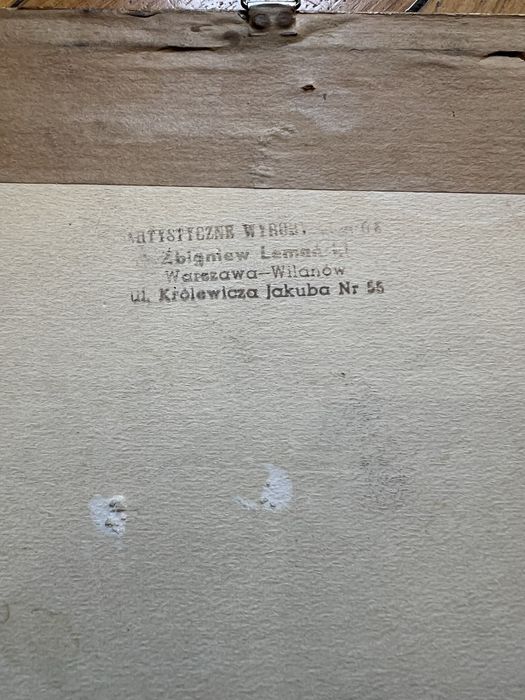 ARTYSTYCZNE WYROBY
Zbigniew
Warszawa-Wilanów
ul. Królewicza Jakuba Nr 55